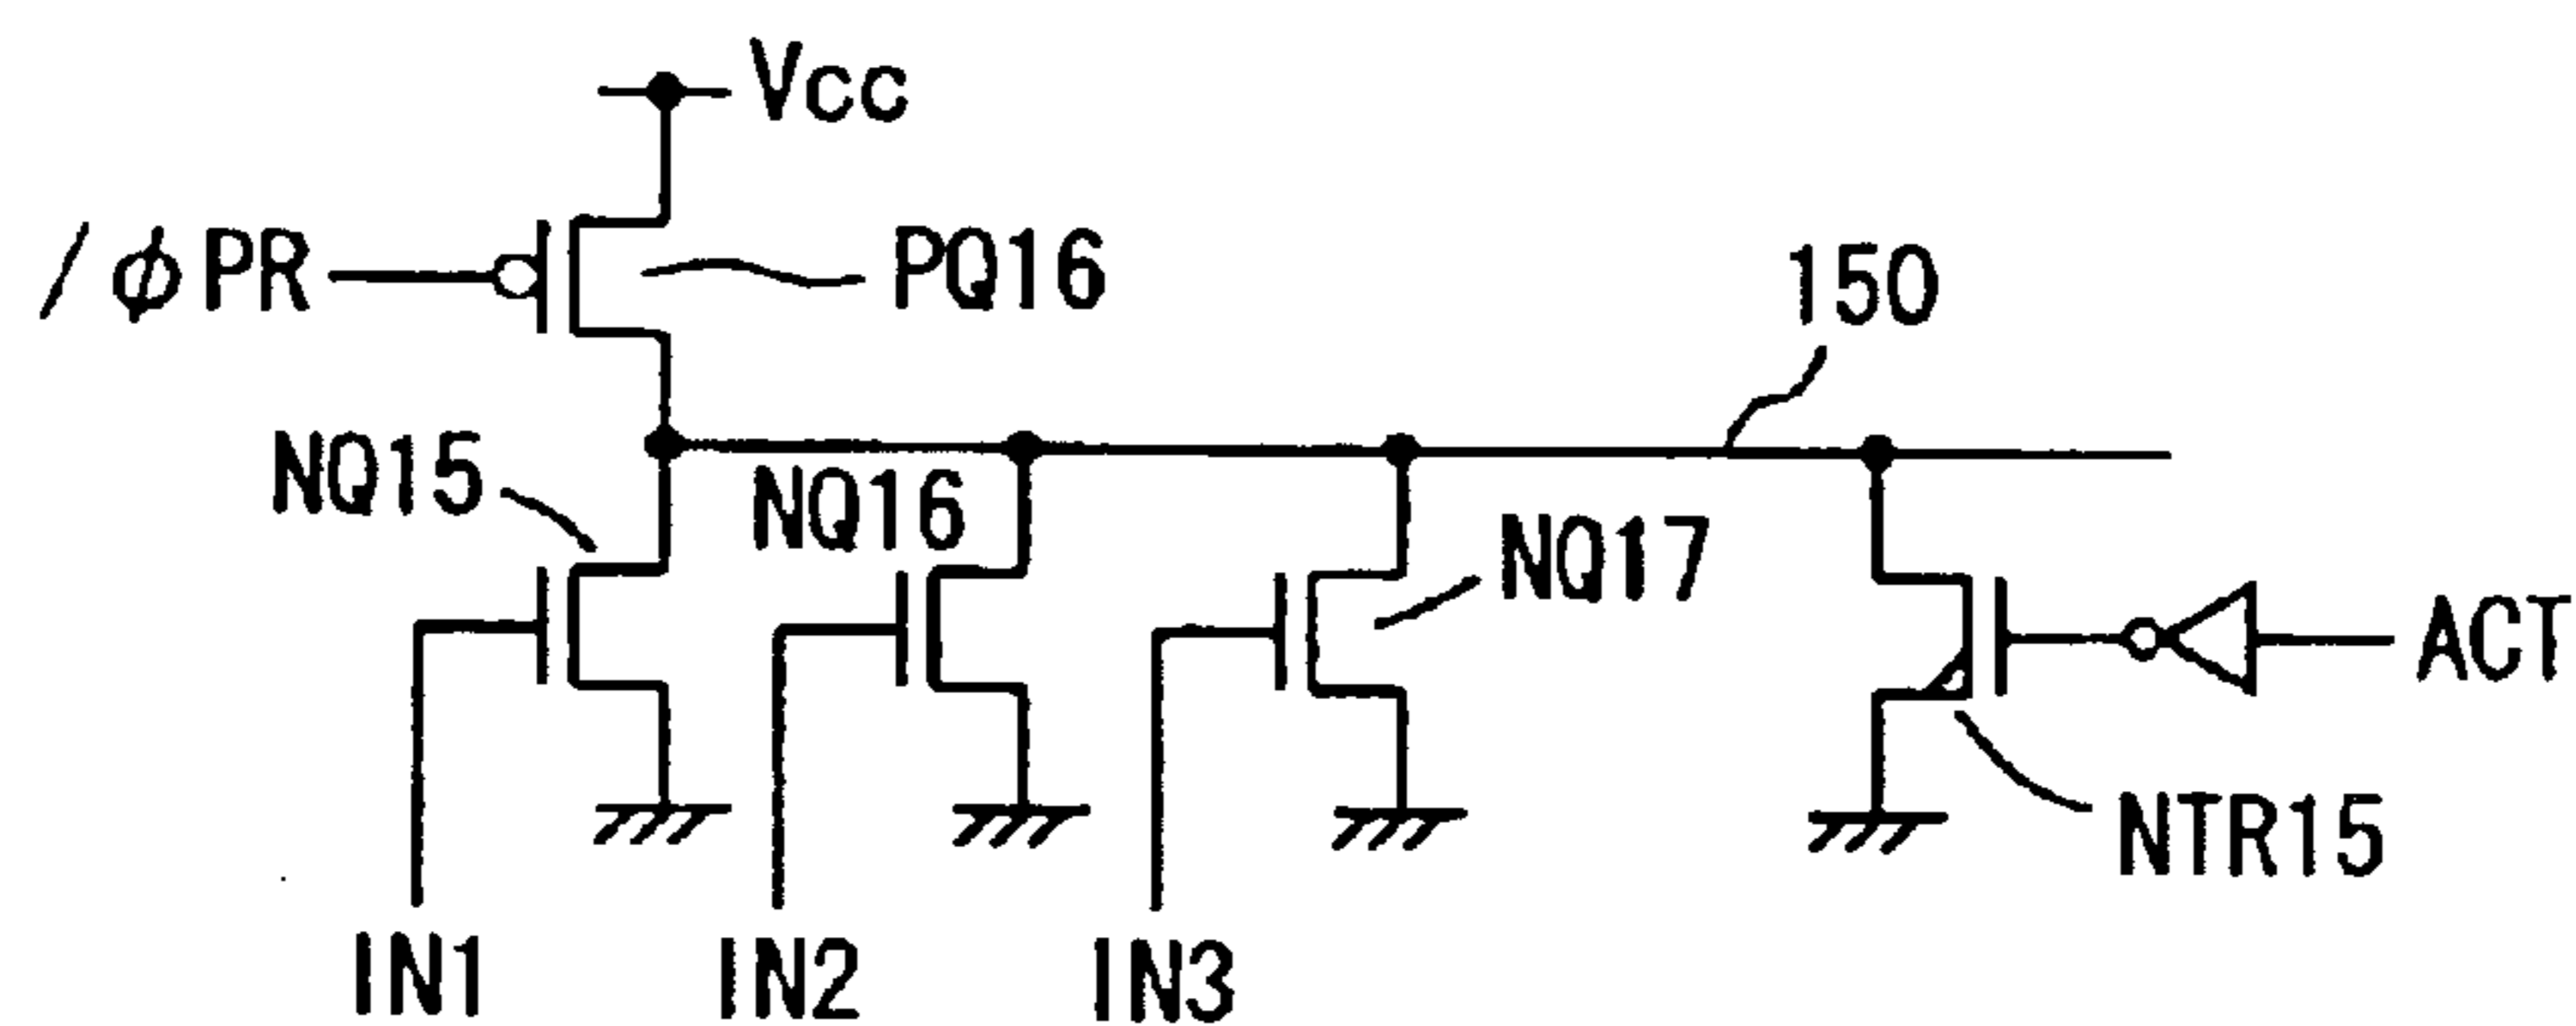 Vcc
/φPR
PQ16
150
NQ15
NQ16
NQ17
ACT
NTR15
IN1
IN2
IN3